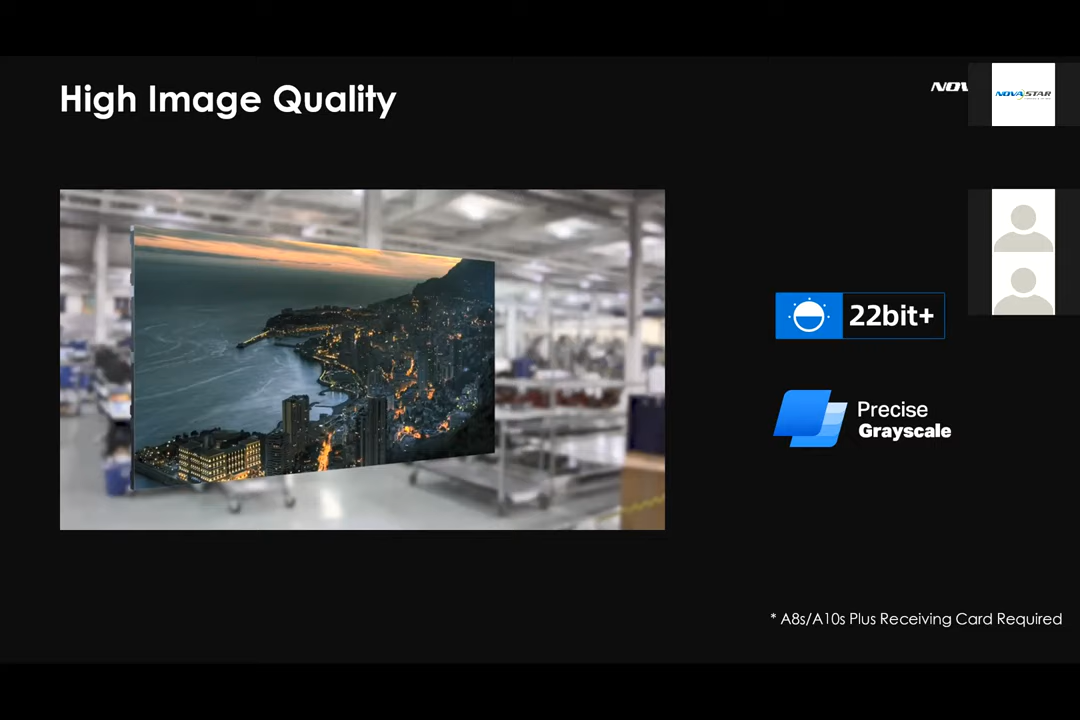 High Image Quality
NOV
NOVASTAR
22bit+
Precise
Grayscale
* A8s/A10s Plus Receiving Card Required